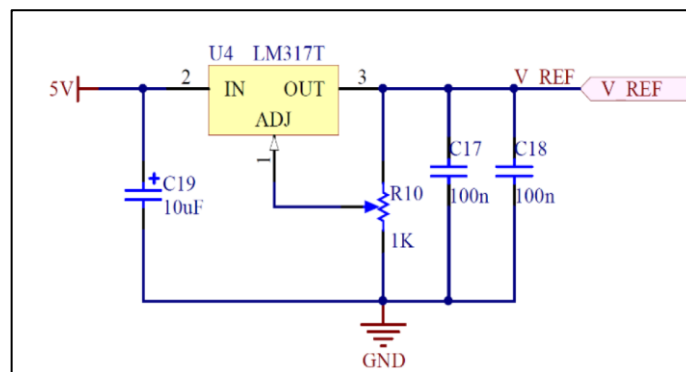 U4 LM317T
5V
2
IN
OUT
3
ADJ
1
V_REF
V_REF
C19
10uF
R10
1K
C17
100n
C18
100n
GND